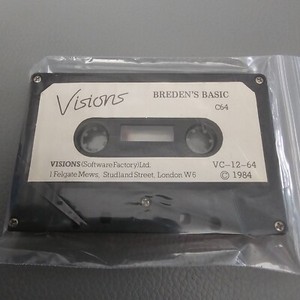 Visions
BREDEN'S BASIC
C64
VISIONS (Software Factory) Ltd.
1 Felgate Mews, Studland Street, London W6
VC-12-64
© 1984